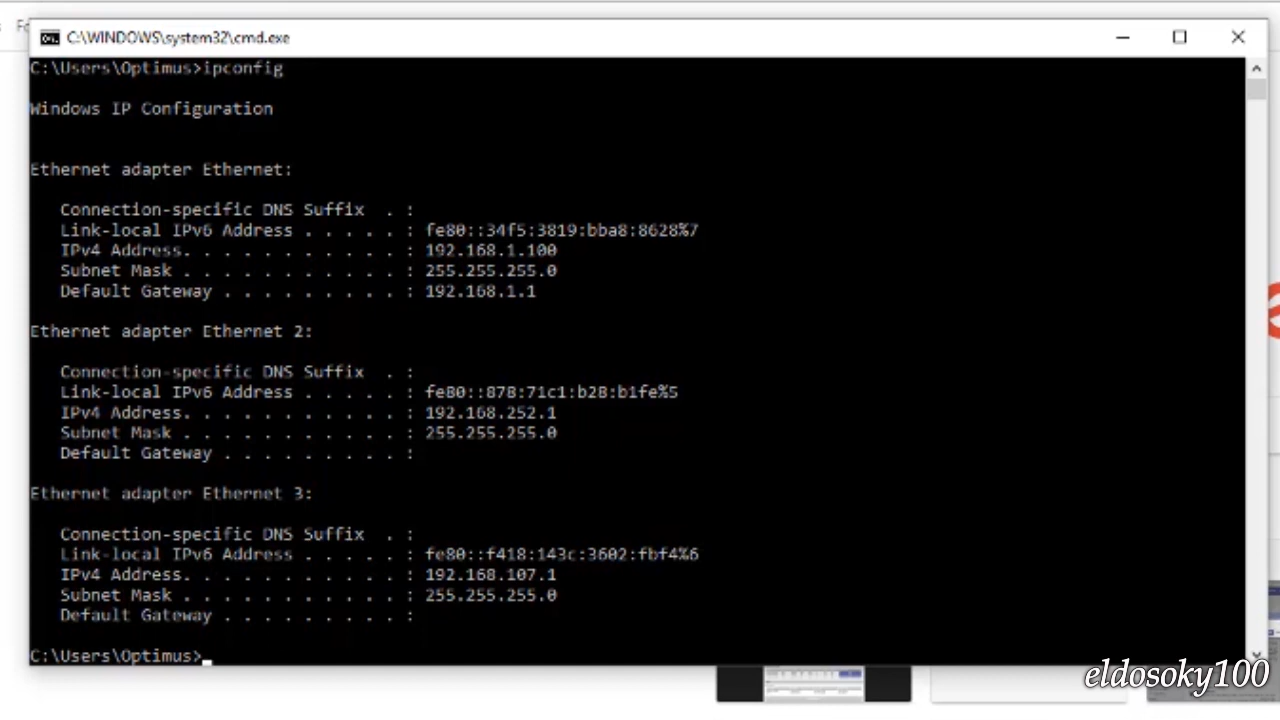 C:\WINDOWS\system32\cmd.exe
C:\Users\Optimus>ipconfig
Windows IP Configuration
Ethernet adapter Ethernet:
Connection-specific DNS Suffix . :
Link-local IPv6 Address . . . . . : fe80::34f5:3819:bba8:8628%7
IPv4 Address. . . . . . . . . . . : 192.168.1.100
Subnet Mask . . . . . . . . . . . : 255.255.255.0
Default Gateway . . . . . . . . . : 192.168.1.1
Ethernet adapter Ethernet 2:
Connection-specific DNS Suffix . :
Link-local IPv6 Address . . . . . : fe80::878:71c1:b28:b1fe%5
IPv4 Address. . . . . . . . . . . : 192.168.252.1
Subnet Mask . . . . . . . . . . . : 255.255.255.0
Default Gateway . . . . . . . . . :
Ethernet adapter Ethernet 3:
Connection-specific DNS Suffix . :
Link-local IPv6 Address . . . . . : fe80::f418:143c:3602:fbf4%6
IPv4 Address. . . . . . . . . . . : 192.168.107.1
Subnet Mask . . . . . . . . . . . : 255.255.255.0
Default Gateway . . . . . . . . . :
C:\Users\Optimus>
eldosoky100